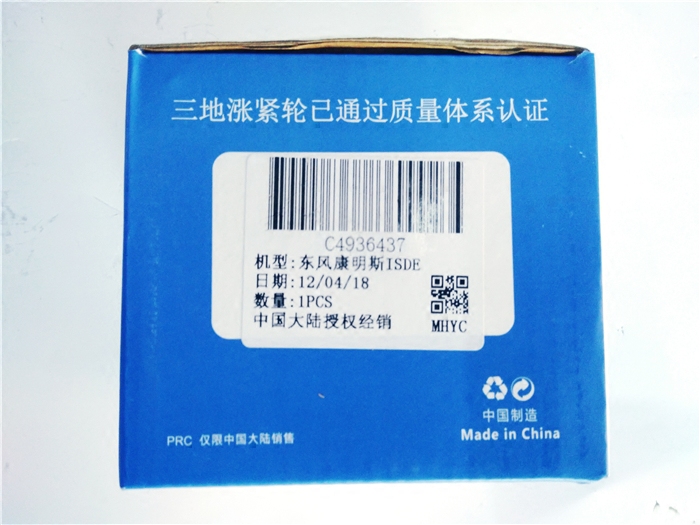 三地涨紧轮已通过质量体系认证
C4936437
机型:东风康明斯ISDE
日期:12/04/18
数量:1PCS
中国大陆授权经销
MHYC
中国制造
Made in China
PRC 仅限中国大陆销售